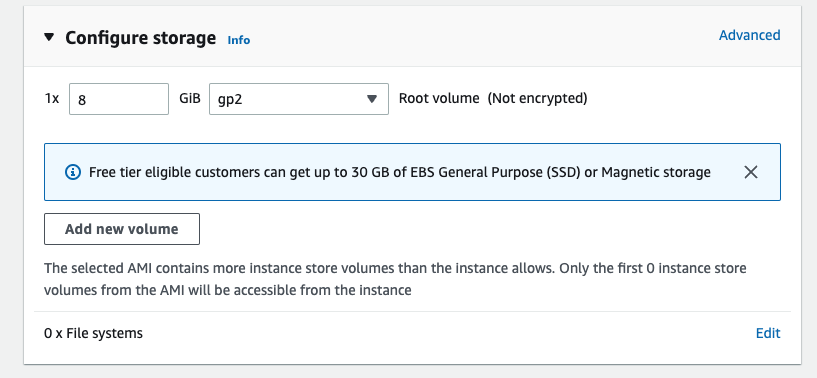 Configure storage Info Advanced
1x 8 GiB gp2 Root volume (Not encrypted)
Free tier eligible customers can get up to 30 GB of EBS General Purpose (SSD) or Magnetic storage
Add new volume
The selected AMI contains more instance store volumes than the instance allows. Only the first 0 instance store
volumes from the AMI will be accessible from the instance
0 x File systems Edit